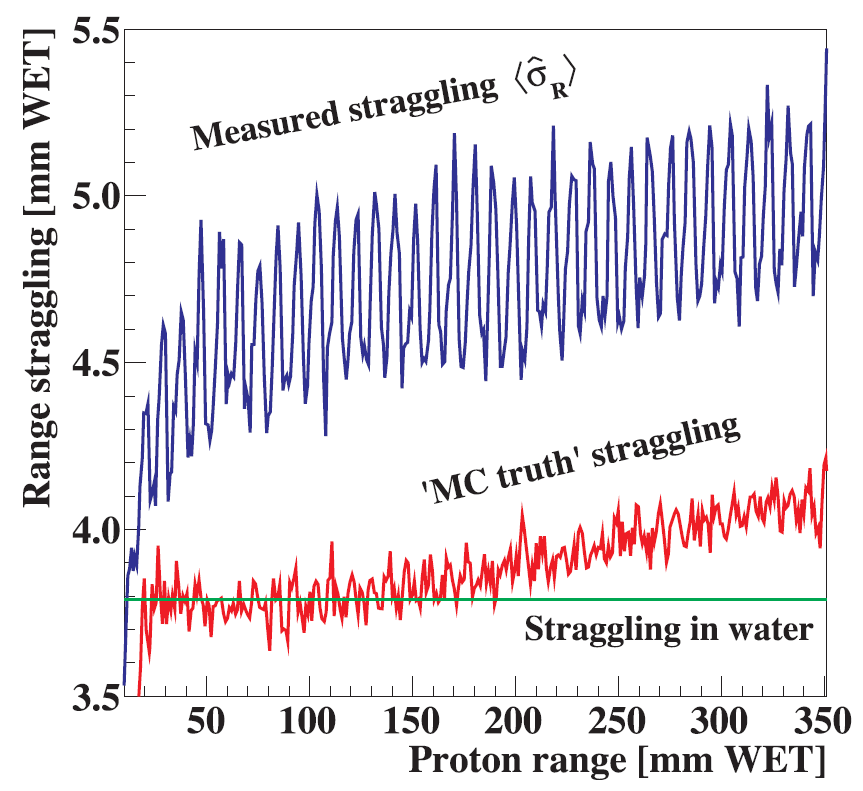 5.5
Range straggling [mm WET]
Measured straggling ⟨σ̂_R⟩
5.0
4.5
'MC truth' straggling
4.0
Straggling in water
3.5
50 100 150 200 250 300 350
Proton range [mm WET]